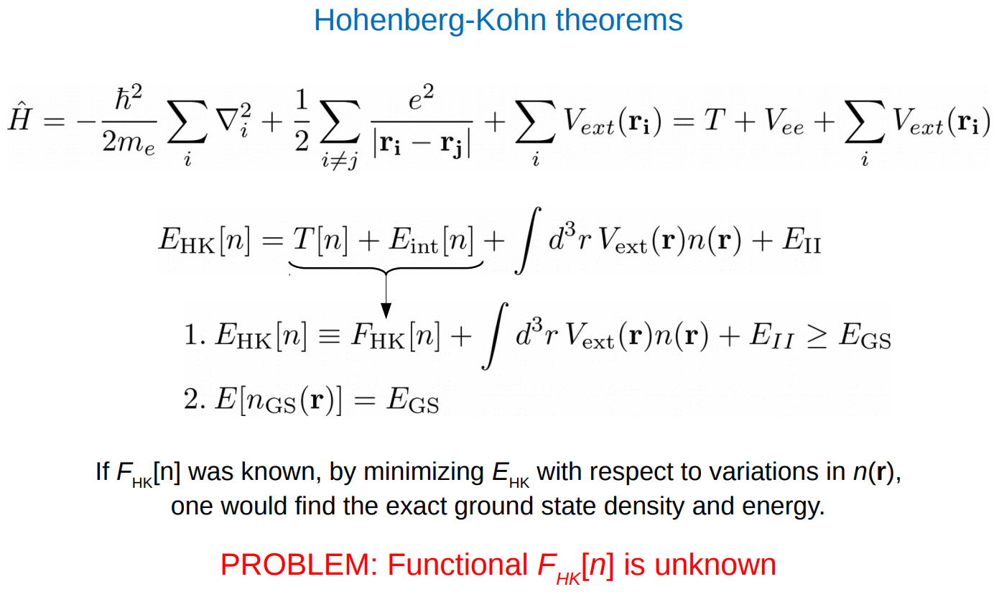 Hohenberg-Kohn theorems
$\hat{H} = -\frac{\hbar^2}{2m_e} \sum_i \nabla_i^2 + \frac{1}{2} \sum_{i \neq j} \frac{e^2}{|\mathbf{r_i} - \mathbf{r_j}|} + \sum_i V_{ext}(\mathbf{r_i}) = T + V_{ee} + \sum_i V_{ext}(\mathbf{r_i})$
$E_{\mathrm{HK}}[n] = T[n] + E_{\mathrm{int}}[n] + \int d^3r\, V_{\mathrm{ext}}(\mathbf{r})n(\mathbf{r}) + E_{\mathrm{II}}$
1. $E_{\mathrm{HK}}[n] \equiv F_{\mathrm{HK}}[n] + \int d^3r\, V_{\mathrm{ext}}(\mathbf{r})n(\mathbf{r}) + E_{II} \geq E_{\mathrm{GS}}$
2. $E[n_{\mathrm{GS}}(\mathbf{r})] = E_{\mathrm{GS}}$
If $F_{\mathrm{HK}}$[n] was known, by minimizing $E_{\mathrm{HK}}$ with respect to variations in $n(\mathbf{r})$,
one would find the exact ground state density and energy.
PROBLEM: Functional $F_{HK}[n]$ is unknown